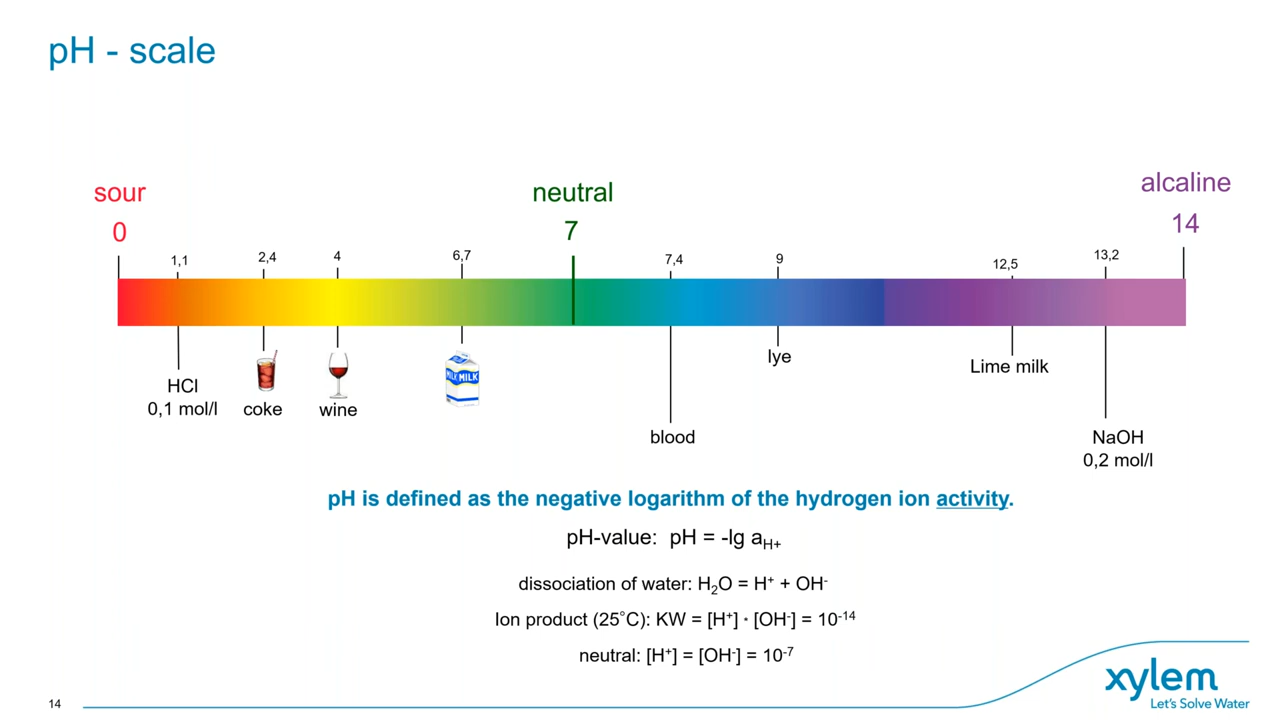 pH - scale
sour
neutral
alcaline
0
7
14
1,1
2,4
4
6,7
7,4
9
12,5
13,2
MILK MILK
lye
Lime milk
HCl
0,1 mol/l
coke
wine
blood
NaOH
0,2 mol/l
pH is defined as the negative logarithm of the hydrogen ion activity.
pH-value: pH = -lg a_H+
dissociation of water: H₂O = H⁺ + OH⁻
Ion product (25°C): KW = [H⁺] · [OH⁻] = 10⁻¹⁴
neutral: [H⁺] = [OH⁻] = 10⁻⁷
xylem
Let's Solve Water
14